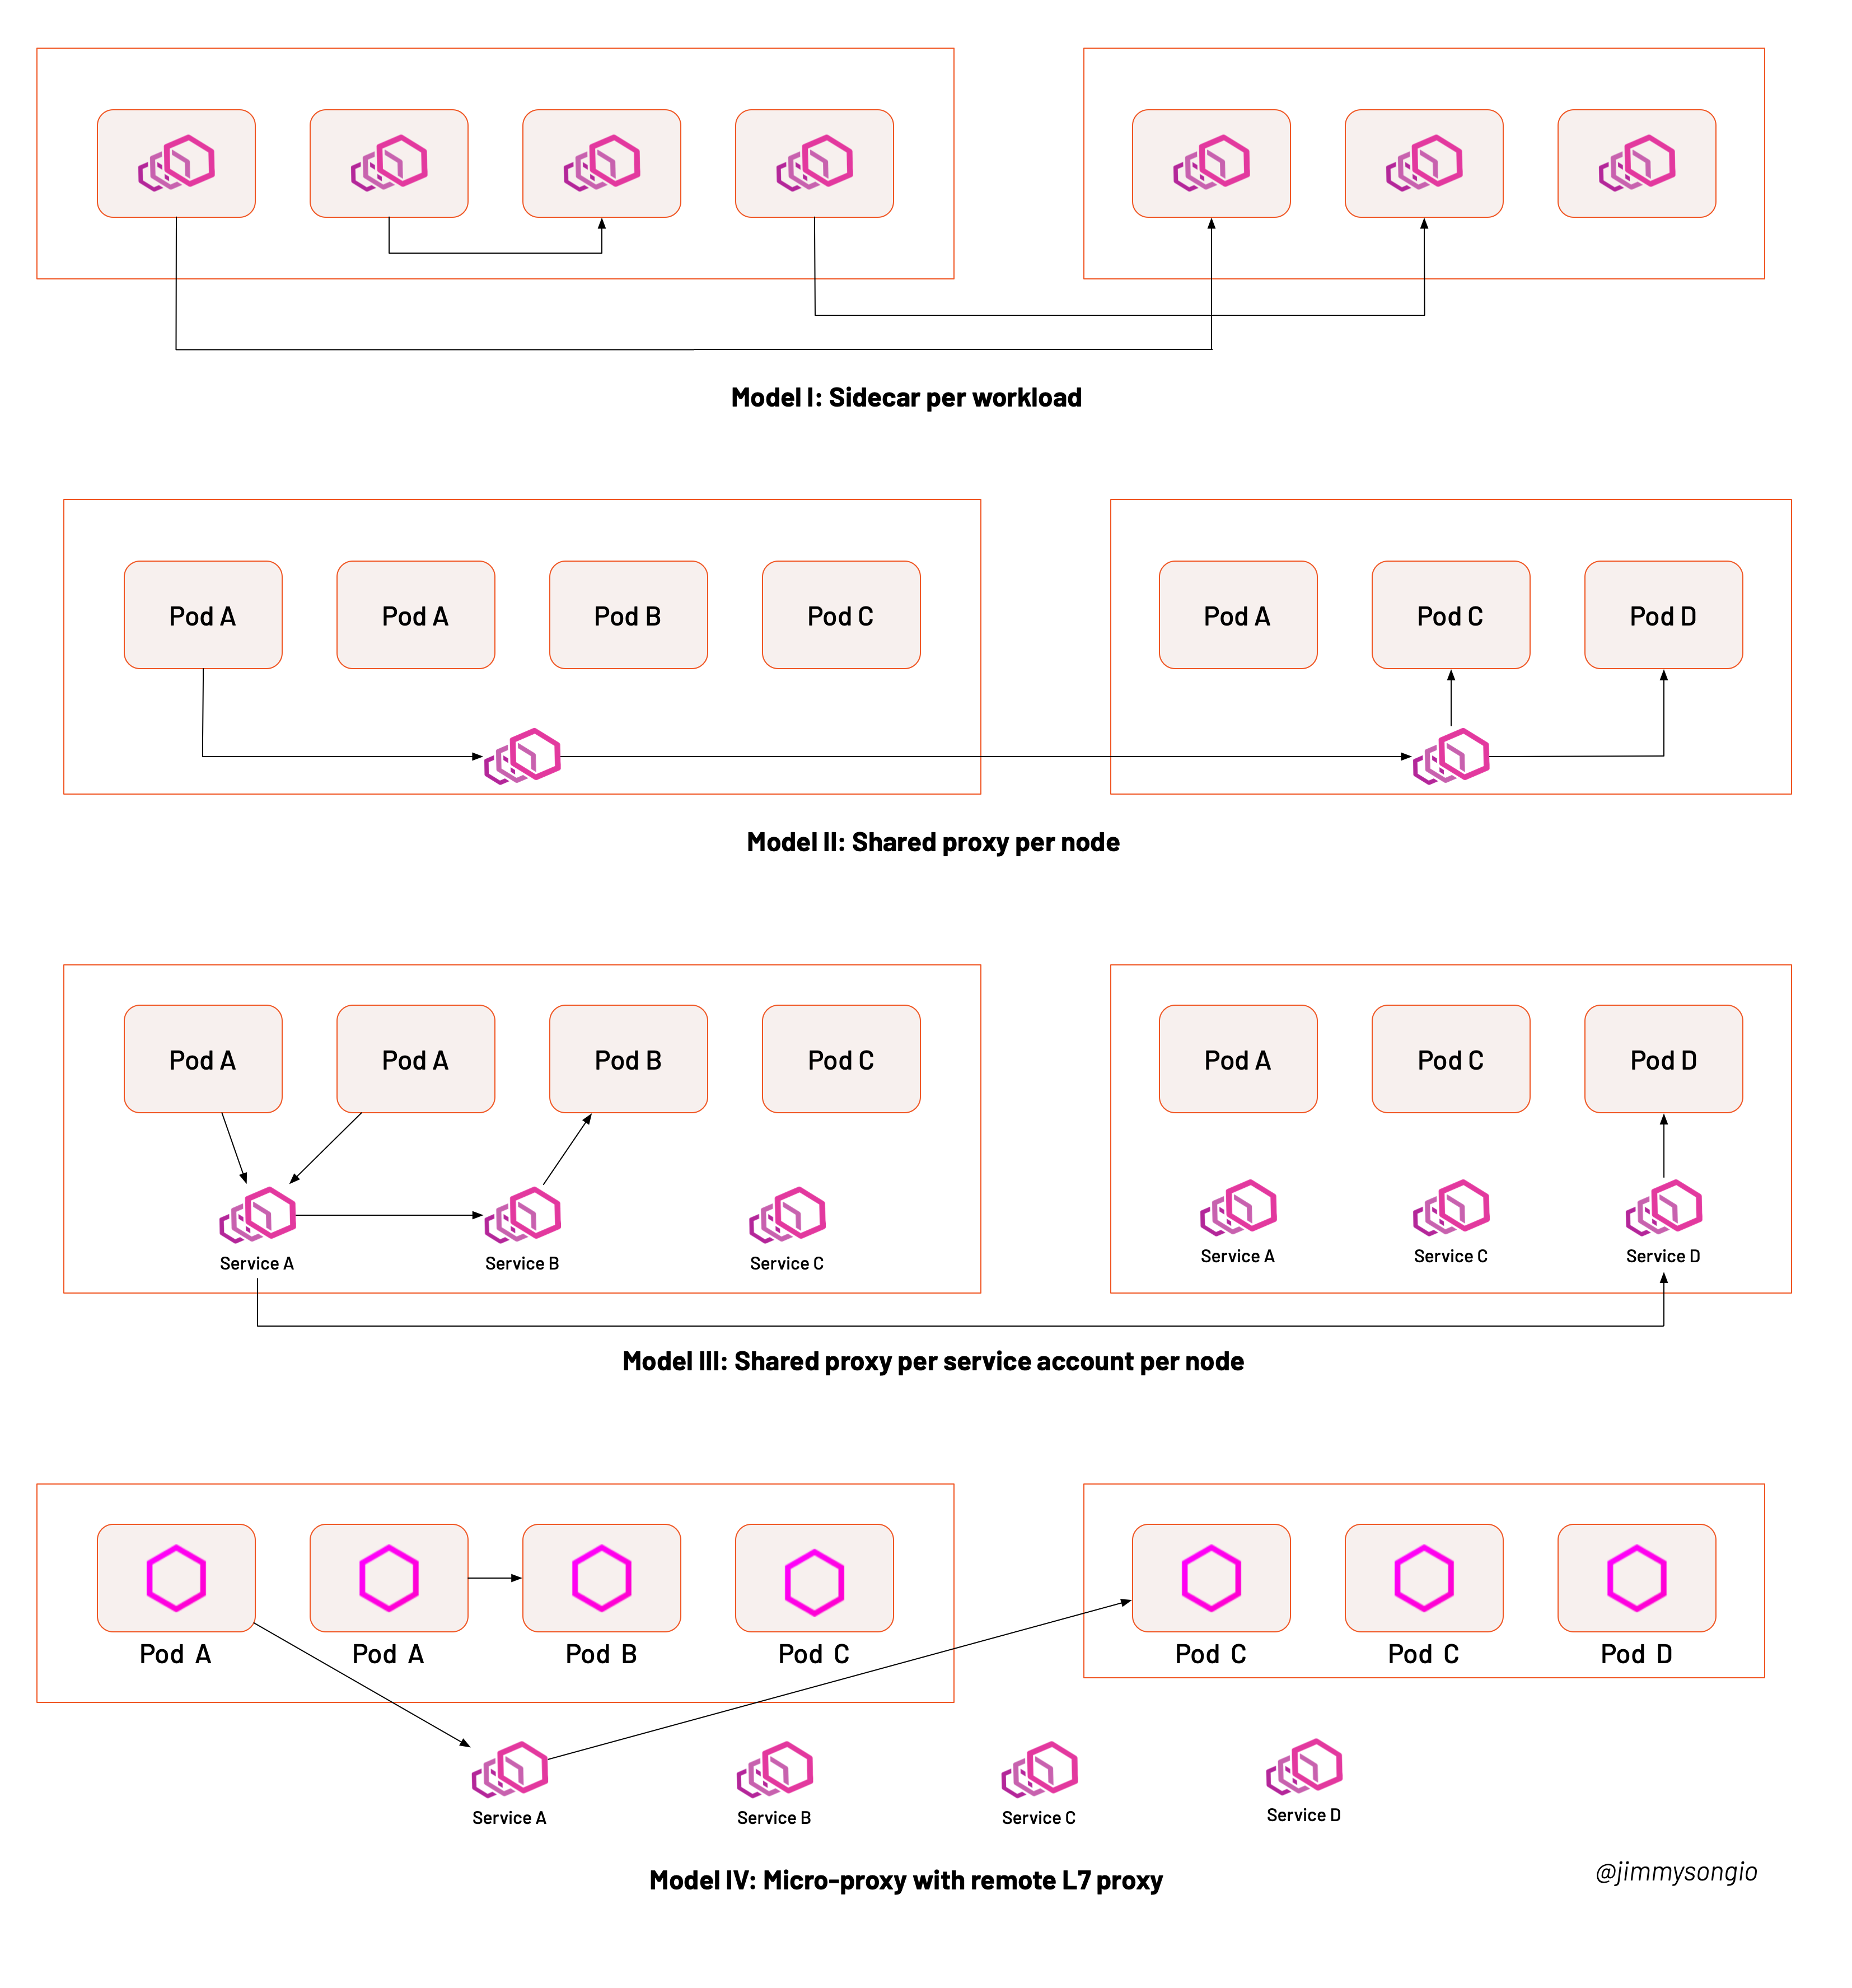 Model I: Sidecar per workload
Pod A
Pod A
Pod B
Pod C
Pod A
Pod C
Pod D
Model II: Shared proxy per node
Pod A
Pod A
Pod B
Pod C
Pod A
Pod C
Pod D
Service A
Service B
Service C
Service A
Service C
Service D
Model III: Shared proxy per service account per node
Pod A
Pod A
Pod B
Pod C
Pod C
Pod C
Pod D
Service A
Service B
Service C
Service D
Model IV: Micro-proxy with remote L7 proxy
@jimmysongio